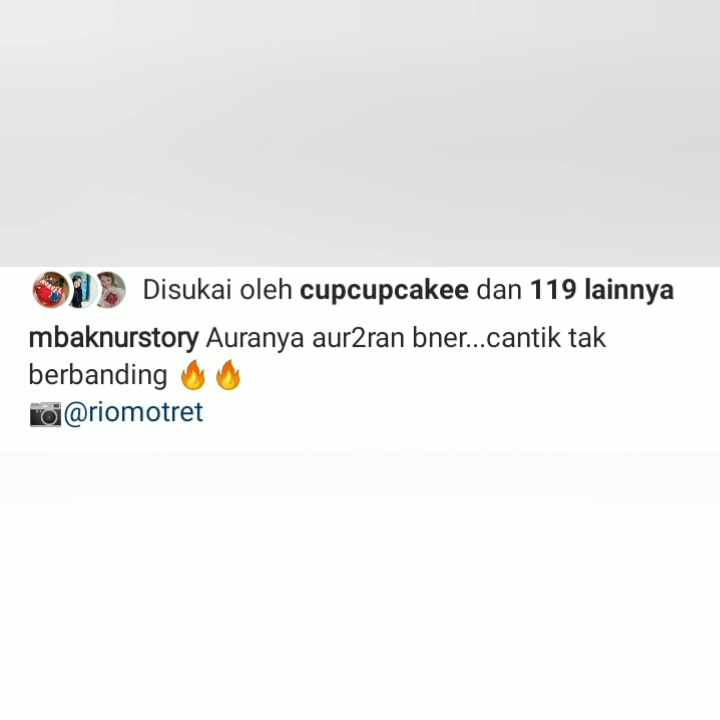 Disukai oleh cupcupcakee dan 119 lainnya
mbaknurstory Auranya aur2ran bner...cantik tak
berbanding 🔥🔥
📷@riomotret